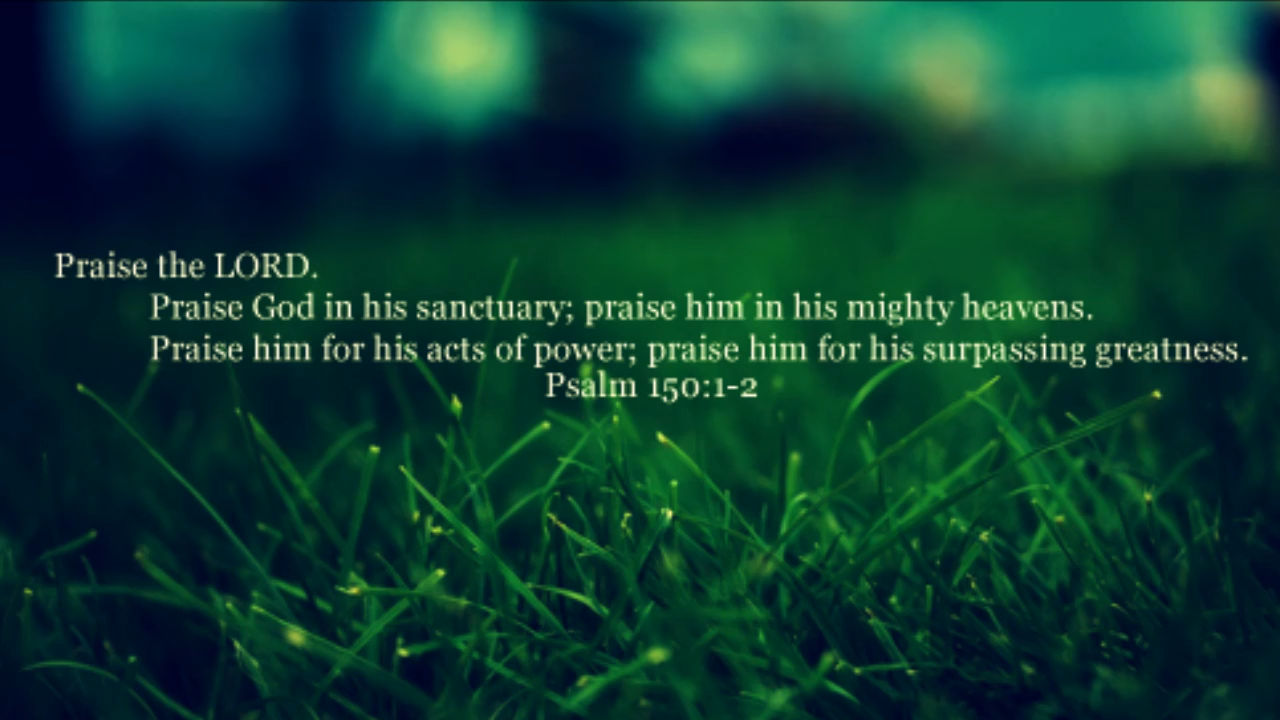 Praise the LORD.
Praise God in his sanctuary; praise him in his mighty heavens.
Praise him for his acts of power; praise him for his surpassing greatness.
Psalm 150:1-2